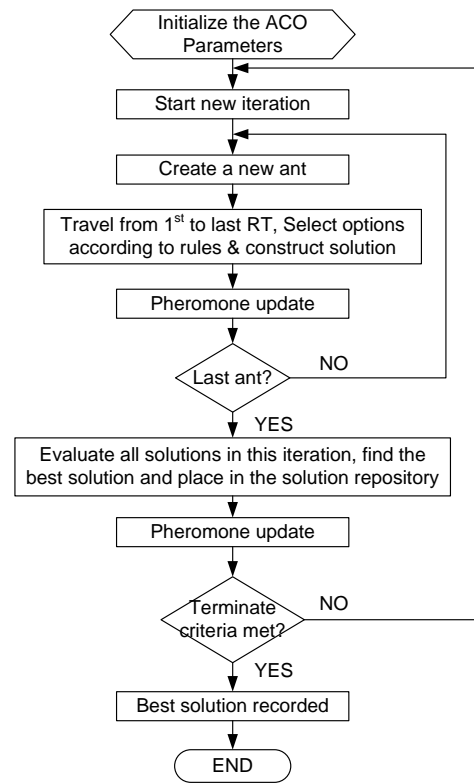 Initialize the ACO
Parameters
Start new iteration
Create a new ant
Travel from 1st to last RT, Select options
according to rules & construct solution
Pheromone update
Last ant?
NO
YES
Evaluate all solutions in this iteration, find the
best solution and place in the solution repository
Pheromone update
Terminate
criteria met?
NO
YES
Best solution recorded
END